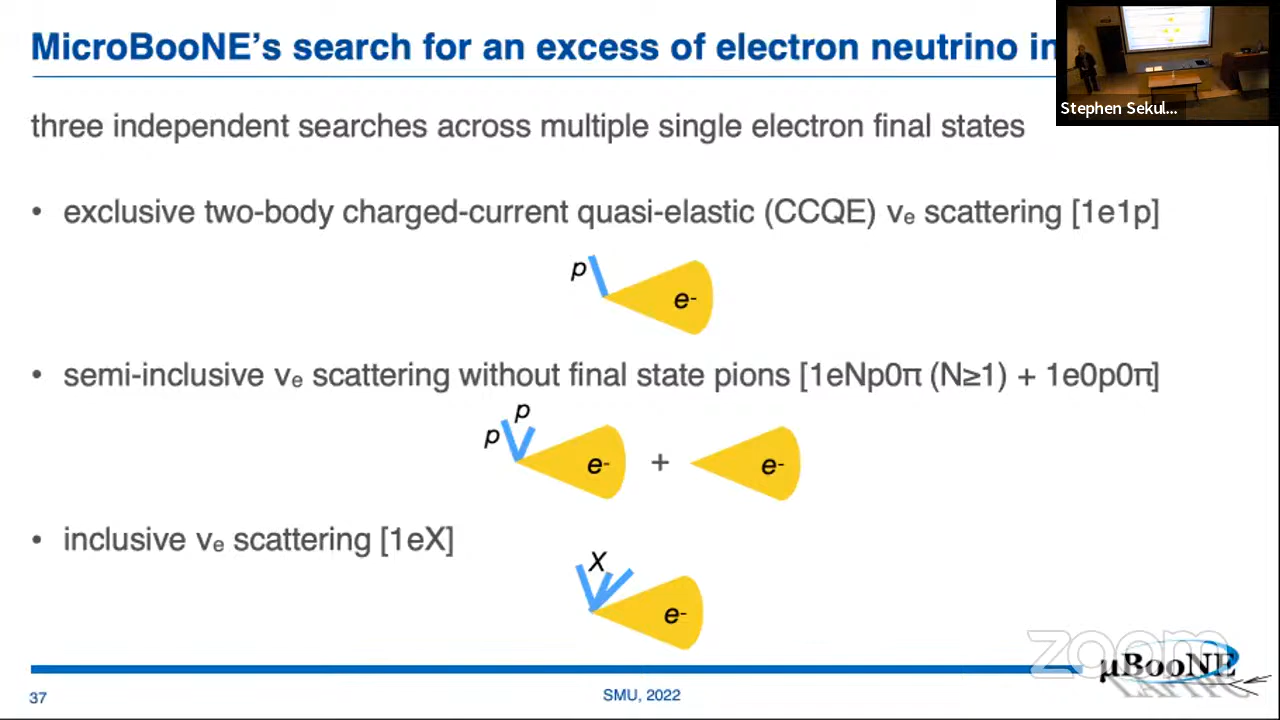 MicroBooNE's search for an excess of electron neutrino in
Stephen Sekul...
three independent searches across multiple single electron final states
• exclusive two-body charged-current quasi-elastic (CCQE) νe scattering [1e1p]
p
e-
• semi-inclusive νe scattering without final state pions [1eNp0π (N≥1) + 1e0p0π]
p
p
e-
+
e-
• inclusive νe scattering [1eX]
X
e-
zoom
μBooNE
37
SMU, 2022